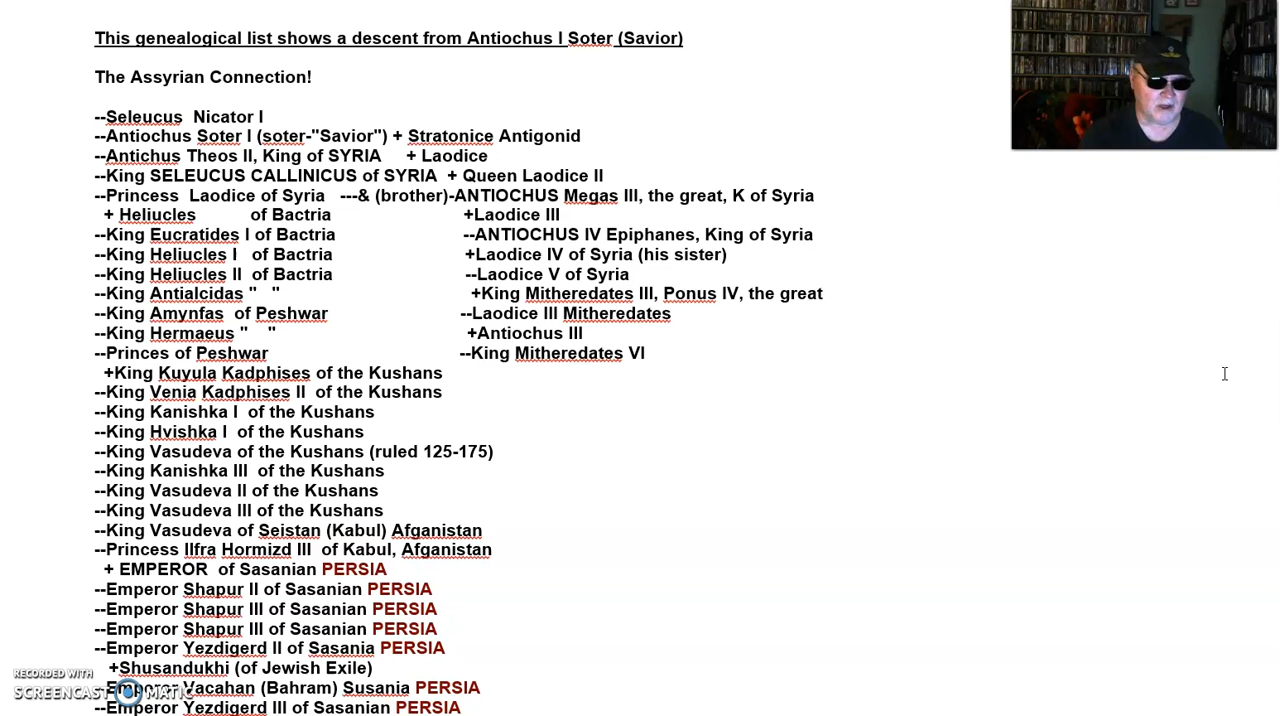 This genealogical list shows a descent from Antiochus I Soter (Savior)
The Assyrian Connection!
--Seleucus Nicator I
--Antiochus Soter I (soter-"Savior") + Stratonice Antigonid
--Antichus Theos II, King of SYRIA + Laodice
--King SELEUCUS CALLINICUS of SYRIA + Queen Laodice II
--Princess Laodice of Syria ---& (brother)-ANTIOCHUS Megas III, the great, K of Syria
+ Heliucles of Bactria +Laodice III
--King Eucratides I of Bactria --ANTIOCHUS IV Epiphanes, King of Syria
--King Heliucles I of Bactria +Laodice IV of Syria (his sister)
--King Heliucles II of Bactria --Laodice V of Syria
--King Antialcidas " " +King Mitheredates III, Ponus IV, the great
--King Amynfas of Peshwar --Laodice III Mitheredates
--King Hermaeus " " +Antiochus III
--Princes of Peshwar --King Mitheredates VI
+King Kuyula Kadphises of the Kushans
--King Venia Kadphises II of the Kushans
--King Kanishka I of the Kushans
--King Hvishka I of the Kushans
--King Vasudeva of the Kushans (ruled 125-175)
--King Kanishka III of the Kushans
--King Vasudeva II of the Kushans
--King Vasudeva III of the Kushans
--King Vasudeva of Seistan (Kabul) Afganistan
--Princess Ilfra Hormizd III of Kabul, Afganistan
+ EMPEROR of Sasanian PERSIA
--Emperor Shapur II of Sasanian PERSIA
--Emperor Shapur III of Sasanian PERSIA
--Emperor Shapur III of Sasanian PERSIA
--Emperor Yezdigerd II of Sasania PERSIA
+Shusandukhi (of Jewish Exile)
--Emperor Vacahan (Bahram) Susania PERSIA
--Emperor Yezdigerd III of Sasanian PERSIA
RECORDED WITH
SCREENCAST MATIC